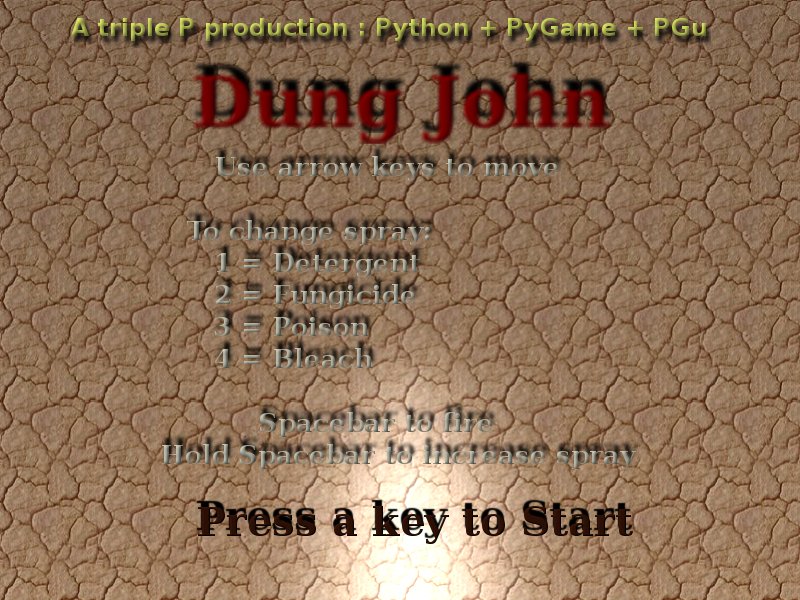 A triple P production : Python + PyGame + PGu
Dung John
Use arrow keys to move
To change spray:
1 = Detergent
2 = Fungicide
3 = Poison
4 = Bleach
Spacebar to fire
Hold Spacebar to increase spray
Press a key to Start